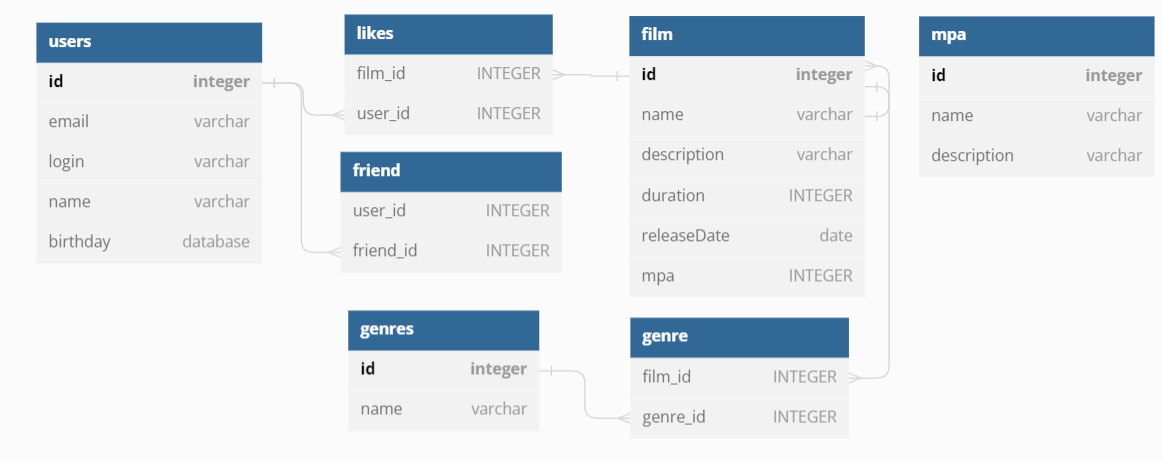 users
id integer
email varchar
login varchar
name varchar
birthday database
likes
film_id INTEGER
user_id INTEGER
friend
user_id INTEGER
friend_id INTEGER
genres
id integer
name varchar
film
id integer
name varchar
description varchar
duration INTEGER
releaseDate date
mpa INTEGER
genre
film_id INTEGER
genre_id INTEGER
mpa
id integer
name varchar
description varchar